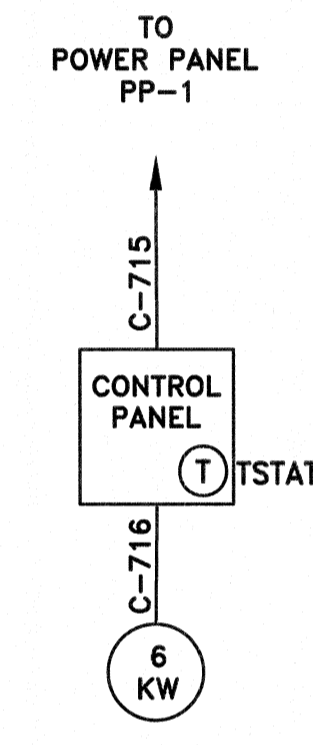 TO
POWER PANEL
PP-1
C-715
CONTROL
PANEL
T
TSTAT
C-716
6
KW